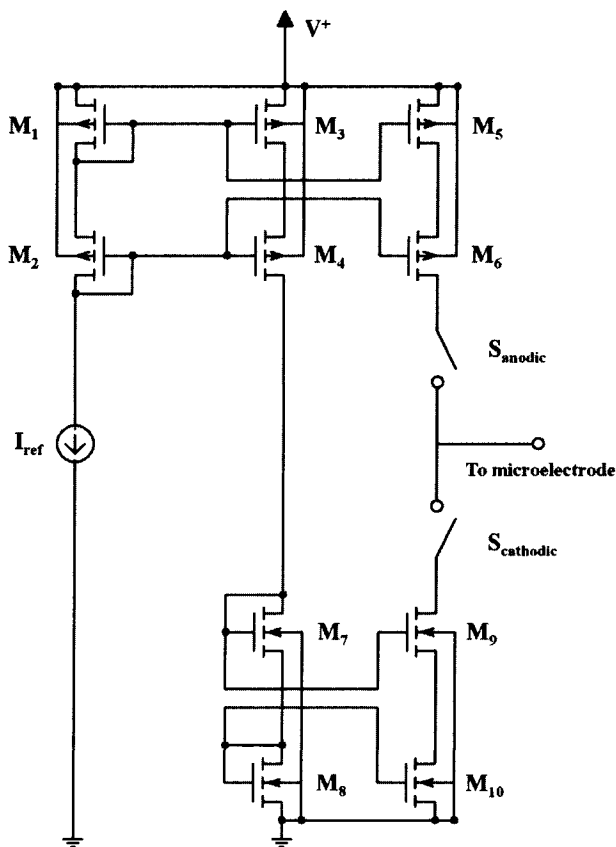 V+
M1
M3
M5
M2
M4
M6
Sanodic
Iref
To microelectrode
Scathodic
M7
M9
M8
M10